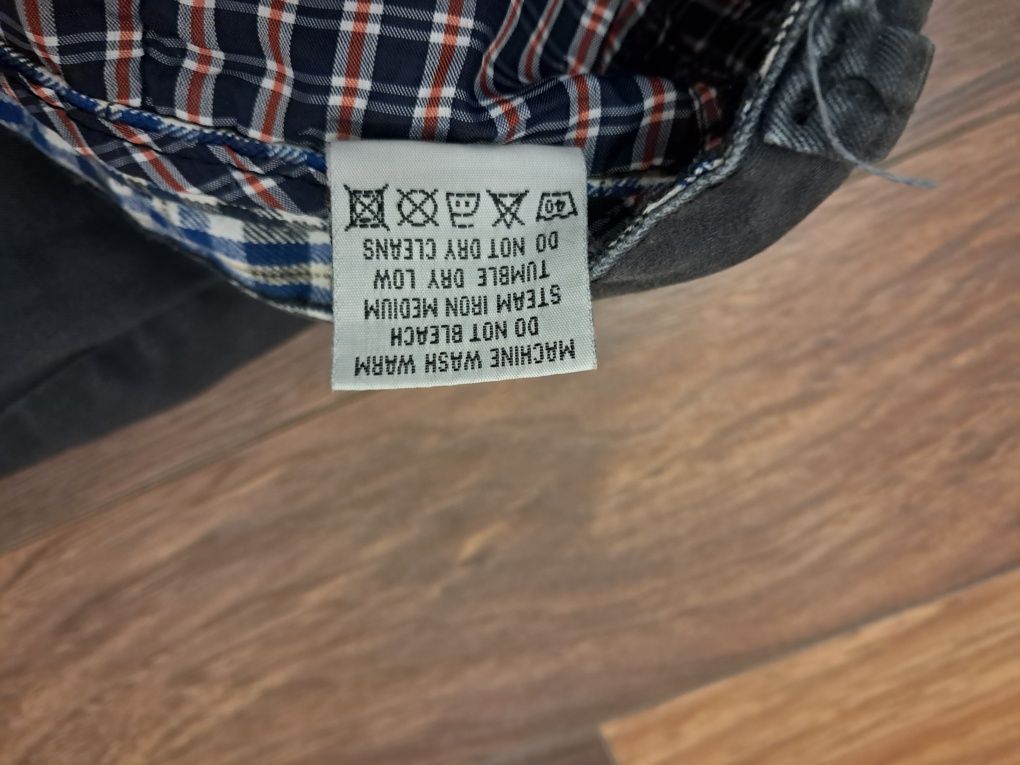 MACHINE WASH WARM
DO NOT BLEACH
STEAM IRON MEDIUM
TUMBLE DRY LOW
DO NOT DRY CLEANS
40